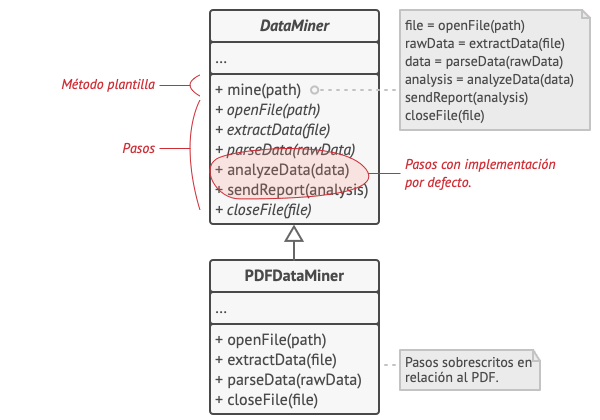 DataMiner
...
+ mine(path)
+ openFile(path)
+ extractData(file)
+ parseData(rawData)
+ analyzeData(data)
+ sendReport(analysis)
+ closeFile(file)
file = openFile(path)
rawData = extractData(file)
data = parseData(rawData)
analysis = analyzeData(data)
sendReport(analysis)
closeFile(file)
Método plantilla
Pasos
Pasos con implementación
por defecto.
PDFDataMiner
...
+ openFile(path)
+ extractData(file)
+ parseData(rawData)
+ closeFile(file)
Pasos sobrescritos en
relación al PDF.